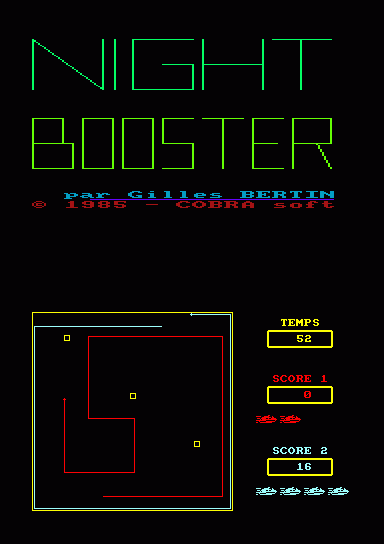 NIGHT
BOOSTER
par Gilles BERTIN
© 1985 - COBRA soft
TEMPS
52
SCORE 1
0
SCORE 2
16